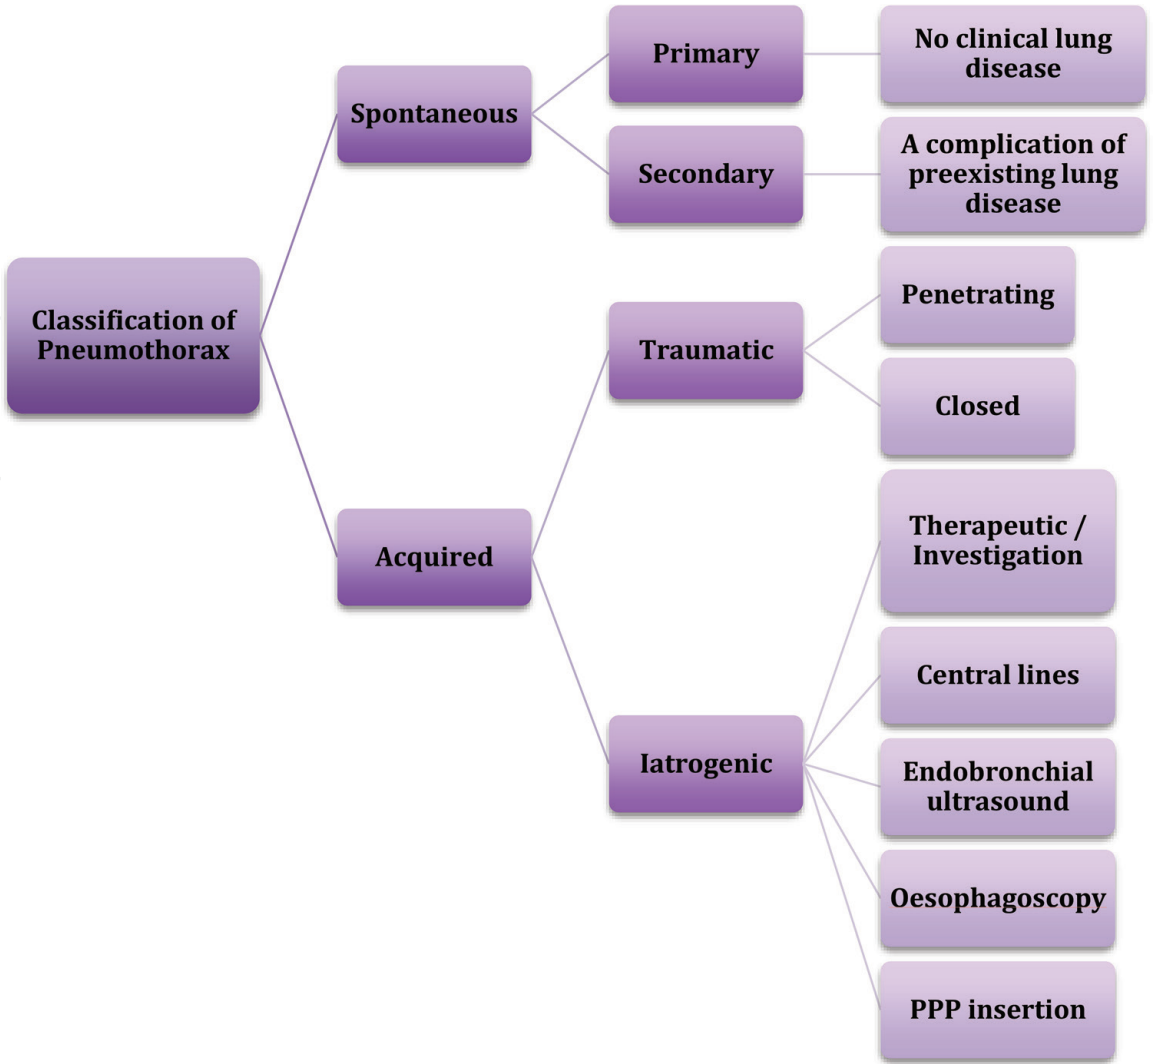 Classification of
Pneumothorax
Spontaneous
Primary
No clinical lung
disease
Secondary
A complication of
preexisting lung
disease
Acquired
Traumatic
Penetrating
Closed
Iatrogenic
Therapeutic /
Investigation
Central lines
Endobronchial
ultrasound
Oesophagoscopy
PPP insertion